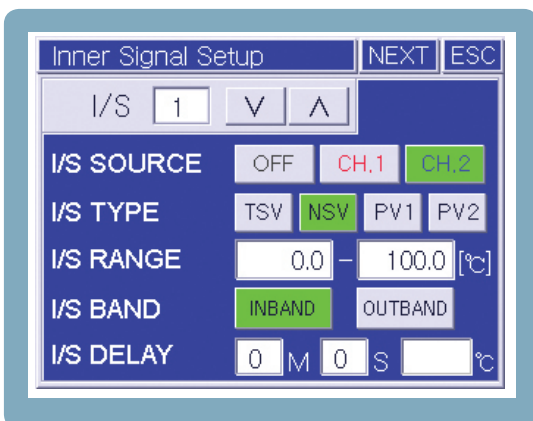 Inner Signal Setup NEXT ESC
I/S 1 V Λ
I/S SOURCE OFF CH.1 CH.2
I/S TYPE TSV NSV PV1 PV2
I/S RANGE 0.0 – 100.0 [℃]
I/S BAND INBAND OUTBAND
I/S DELAY 0 M 0 S ℃